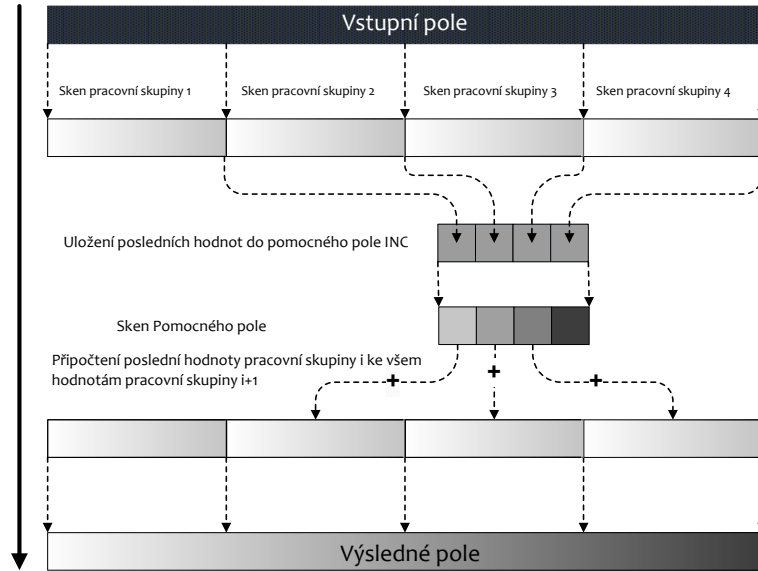 Vstupní pole
Sken pracovní skupiny 1
Sken pracovní skupiny 2
Sken pracovní skupiny 3
Sken pracovní skupiny 4
Uložení posledních hodnot do pomocného pole INC
Sken Pomocného pole
Připočtení poslední hodnoty pracovní skupiny i ke všem
hodnotám pracovní skupiny i+1
+
+
+
Výsledné pole